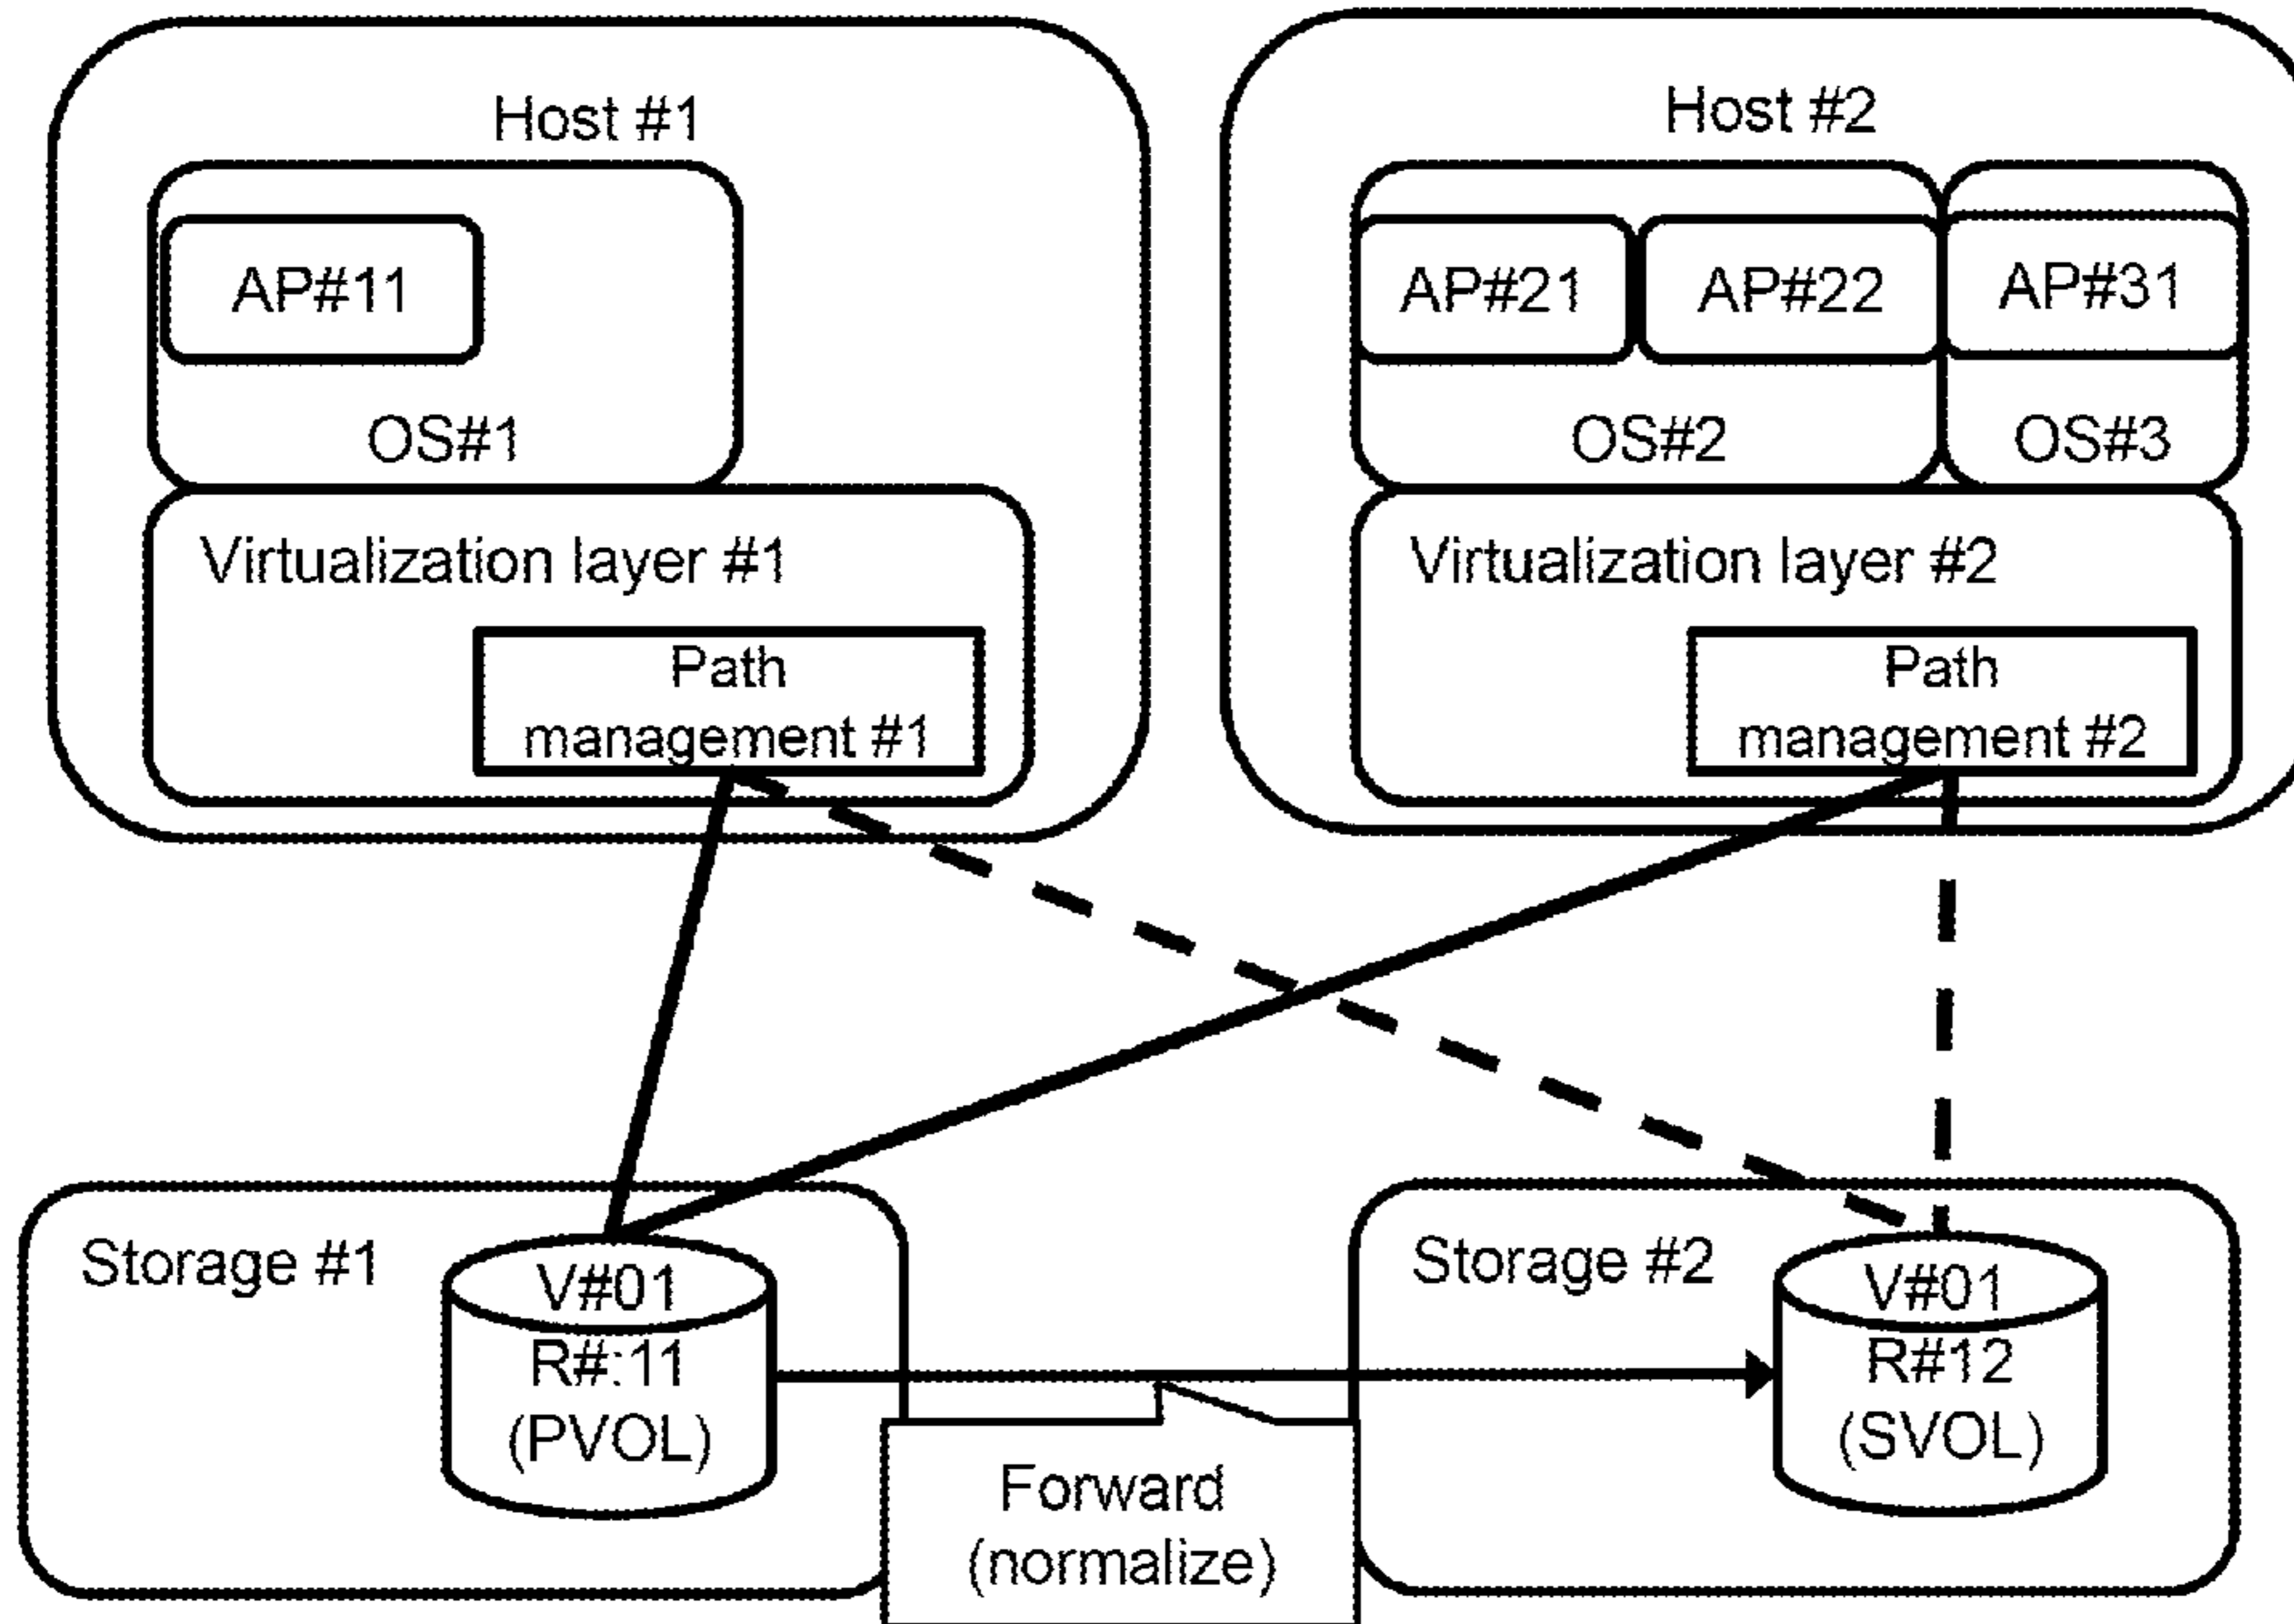 Host #1
AP#11
OS#1
Virtualization layer #1
Path
management #1
Host #2
AP#21
AP#22
AP#31
OS#2
OS#3
Virtualization layer #2
Path
management #2
Storage #1
V#01
R#:11
(PVOL)
Forward
(normalize)
Storage #2
V#01
R#12
(SVOL)